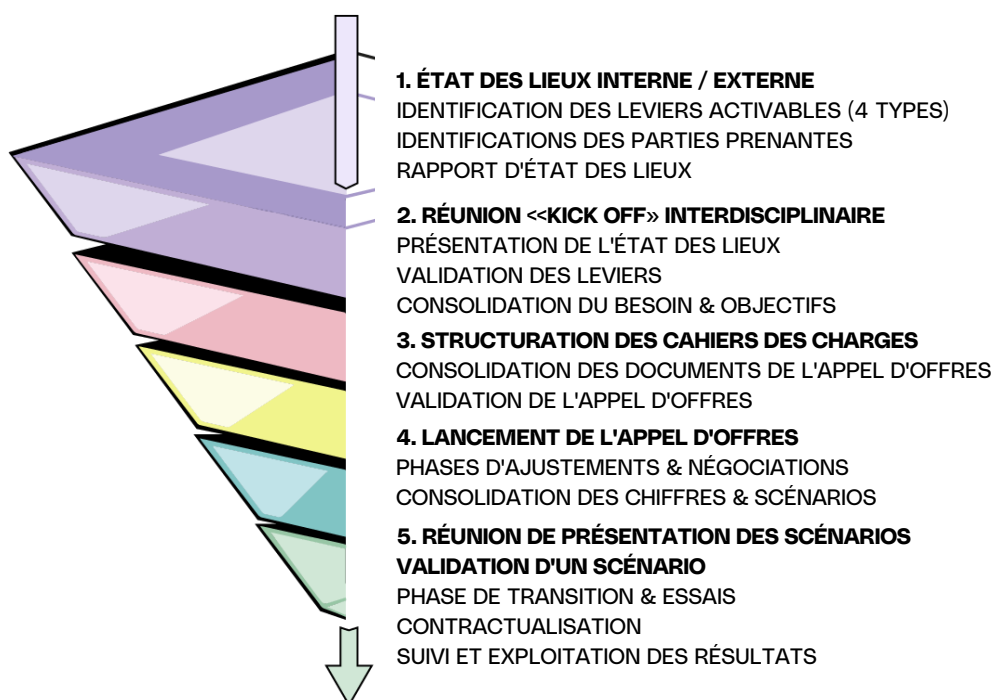 1. ÉTAT DES LIEUX INTERNE / EXTERNE
IDENTIFICATION DES LEVIERS ACTIVABLES (4 TYPES)
IDENTIFICATIONS DES PARTIES PRENANTES
RAPPORT D'ÉTAT DES LIEUX
2. RÉUNION <<KICK OFF» INTERDISCIPLINAIRE
PRÉSENTATION DE L'ÉTAT DES LIEUX
VALIDATION DES LEVIERS
CONSOLIDATION DU BESOIN & OBJECTIFS
3. STRUCTURATION DES CAHIERS DES CHARGES
CONSOLIDATION DES DOCUMENTS DE L'APPEL D'OFFRES
VALIDATION DE L'APPEL D'OFFRES
4. LANCEMENT DE L'APPEL D'OFFRES
PHASES D'AJUSTEMENTS & NÉGOCIATIONS
CONSOLIDATION DES CHIFFRES & SCÉNARIOS
5. RÉUNION DE PRÉSENTATION DES SCÉNARIOS
VALIDATION D'UN SCÉNARIO
PHASE DE TRANSITION & ESSAIS
CONTRACTUALISATION
SUIVI ET EXPLOITATION DES RÉSULTATS